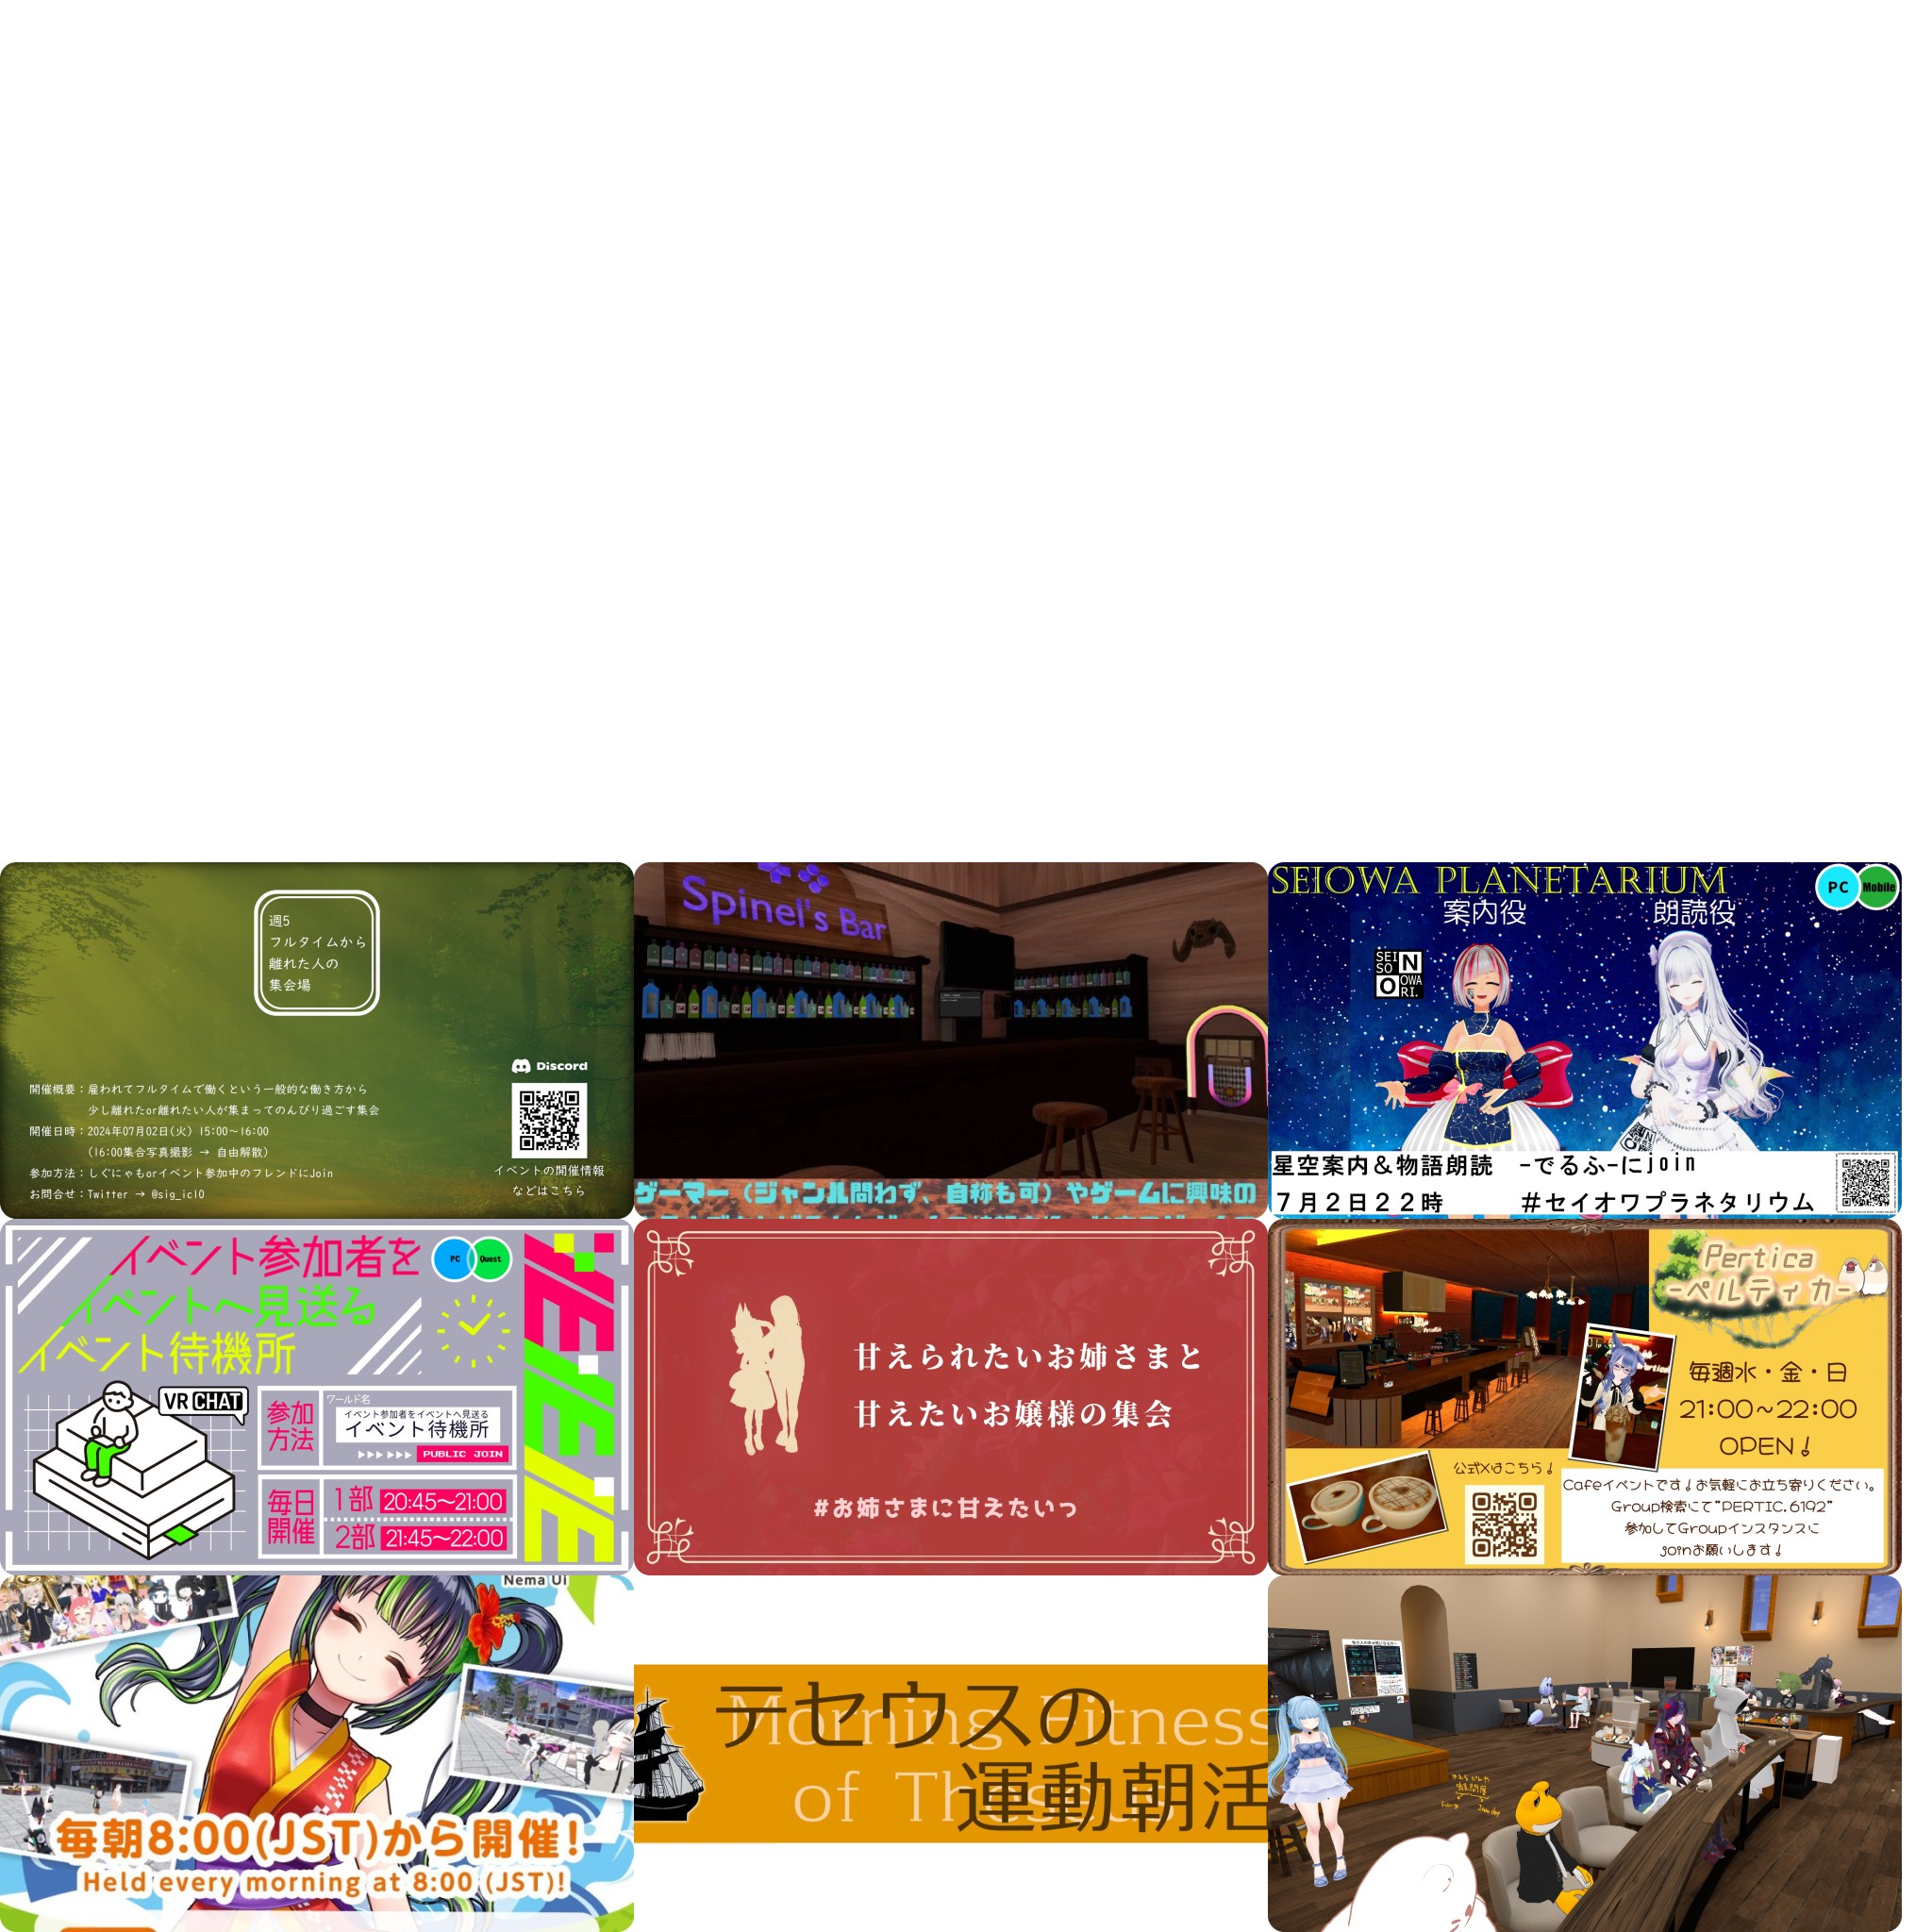 週5
フルタイムから
離れた人の
集会場
開催概要：雇われてフルタイムで働くという一般的な働き方から
少し離れたor離れたい人が集まってのんびり過ごす集会
開催日時：2024年07月02日(火) 15:00～16:00
(16:00集合写真撮影 → 自由解散)
参加方法：しぐにゃもorイベント参加中のフレンドにJoin
お問合せ：Twitter → @sig_ic10
Discord
イベントの開催情報
などはこちら
Spinel's Bar
ゲーマー（ジャンル問わず、自称も可）やゲームに興味の
SEIOWA PLANETARIUM
PC Mobile
案内役 朗読役
SEI
SO
N
O
OWA
RI.
星空案内＆物語朗読 -でるふ-にjoin
7月2日22時 #セイオワプラネタリウム
イベント参加者を
イベントへ見送る
イベント待機所
PC Quest
VRCHAT
参加
方法
ワールド名
イベント参加者をイベントへ見送る
イベント待機所
PUBLIC JOIN
毎日
開催
1部 20:45～21:00
2部 21:45～22:00
甘えられたいお姉さまと
甘えたいお嬢様の集会
#お姉さまに甘えたいっ
Pertica
-ペルティカ-
毎週水・金・日
21:00~22:00
OPEN！
公式Xはこちら！
Cafeイベントです！お気軽にお立ち寄りください。
Group検索にて"PERTIC.6192"
参加してGroupインスタンスに
joinお願いします！
Nema Ui
毎朝8:00(JST)から開催！
Held every morning at 8:00 (JST)!
テセウスの
Morning Fitness
運動朝活
of